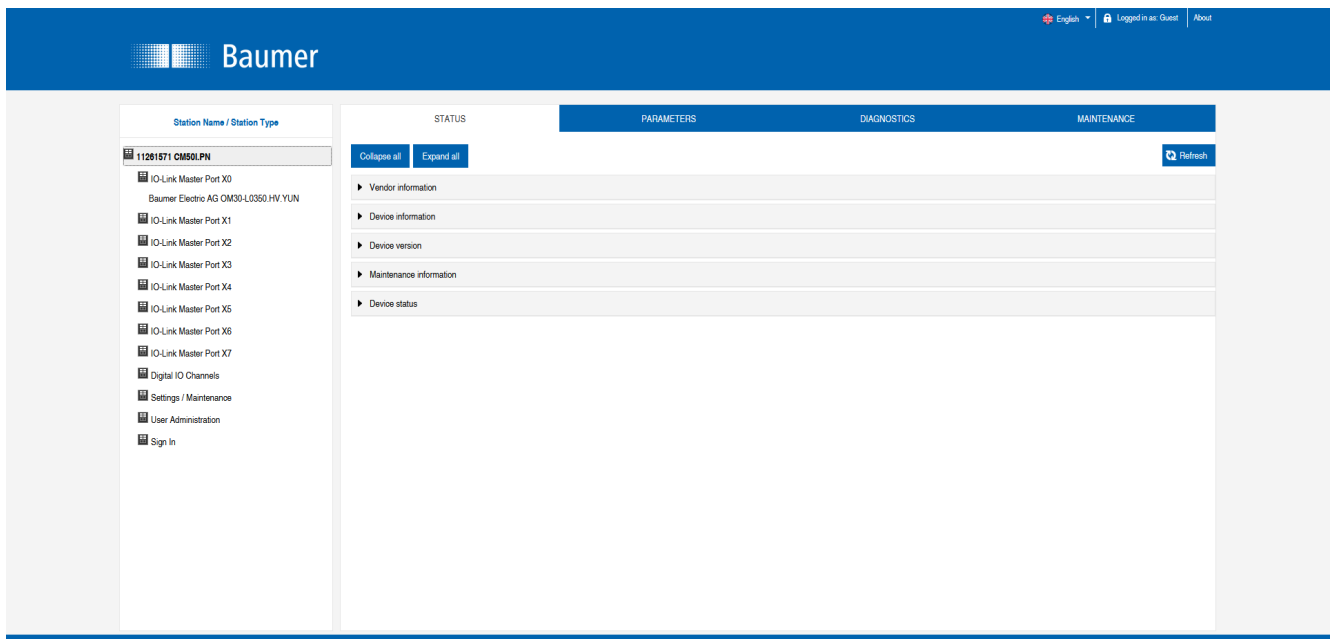 English
Logged in as: Guest
About
Baumer
Station Name / Station Type
11261571 CM50I.PN
IO-Link Master Port X0
Baumer Electric AG OM30-L0350.HV.YUN
IO-Link Master Port X1
IO-Link Master Port X2
IO-Link Master Port X3
IO-Link Master Port X4
IO-Link Master Port X5
IO-Link Master Port X6
IO-Link Master Port X7
Digital IO Channels
Settings / Maintenance
User Administration
Sign In
STATUS
PARAMETERS
DIAGNOSTICS
MAINTENANCE
Collapse all
Expand all
Refresh
Vendor information
Device information
Device version
Maintenance information
Device status